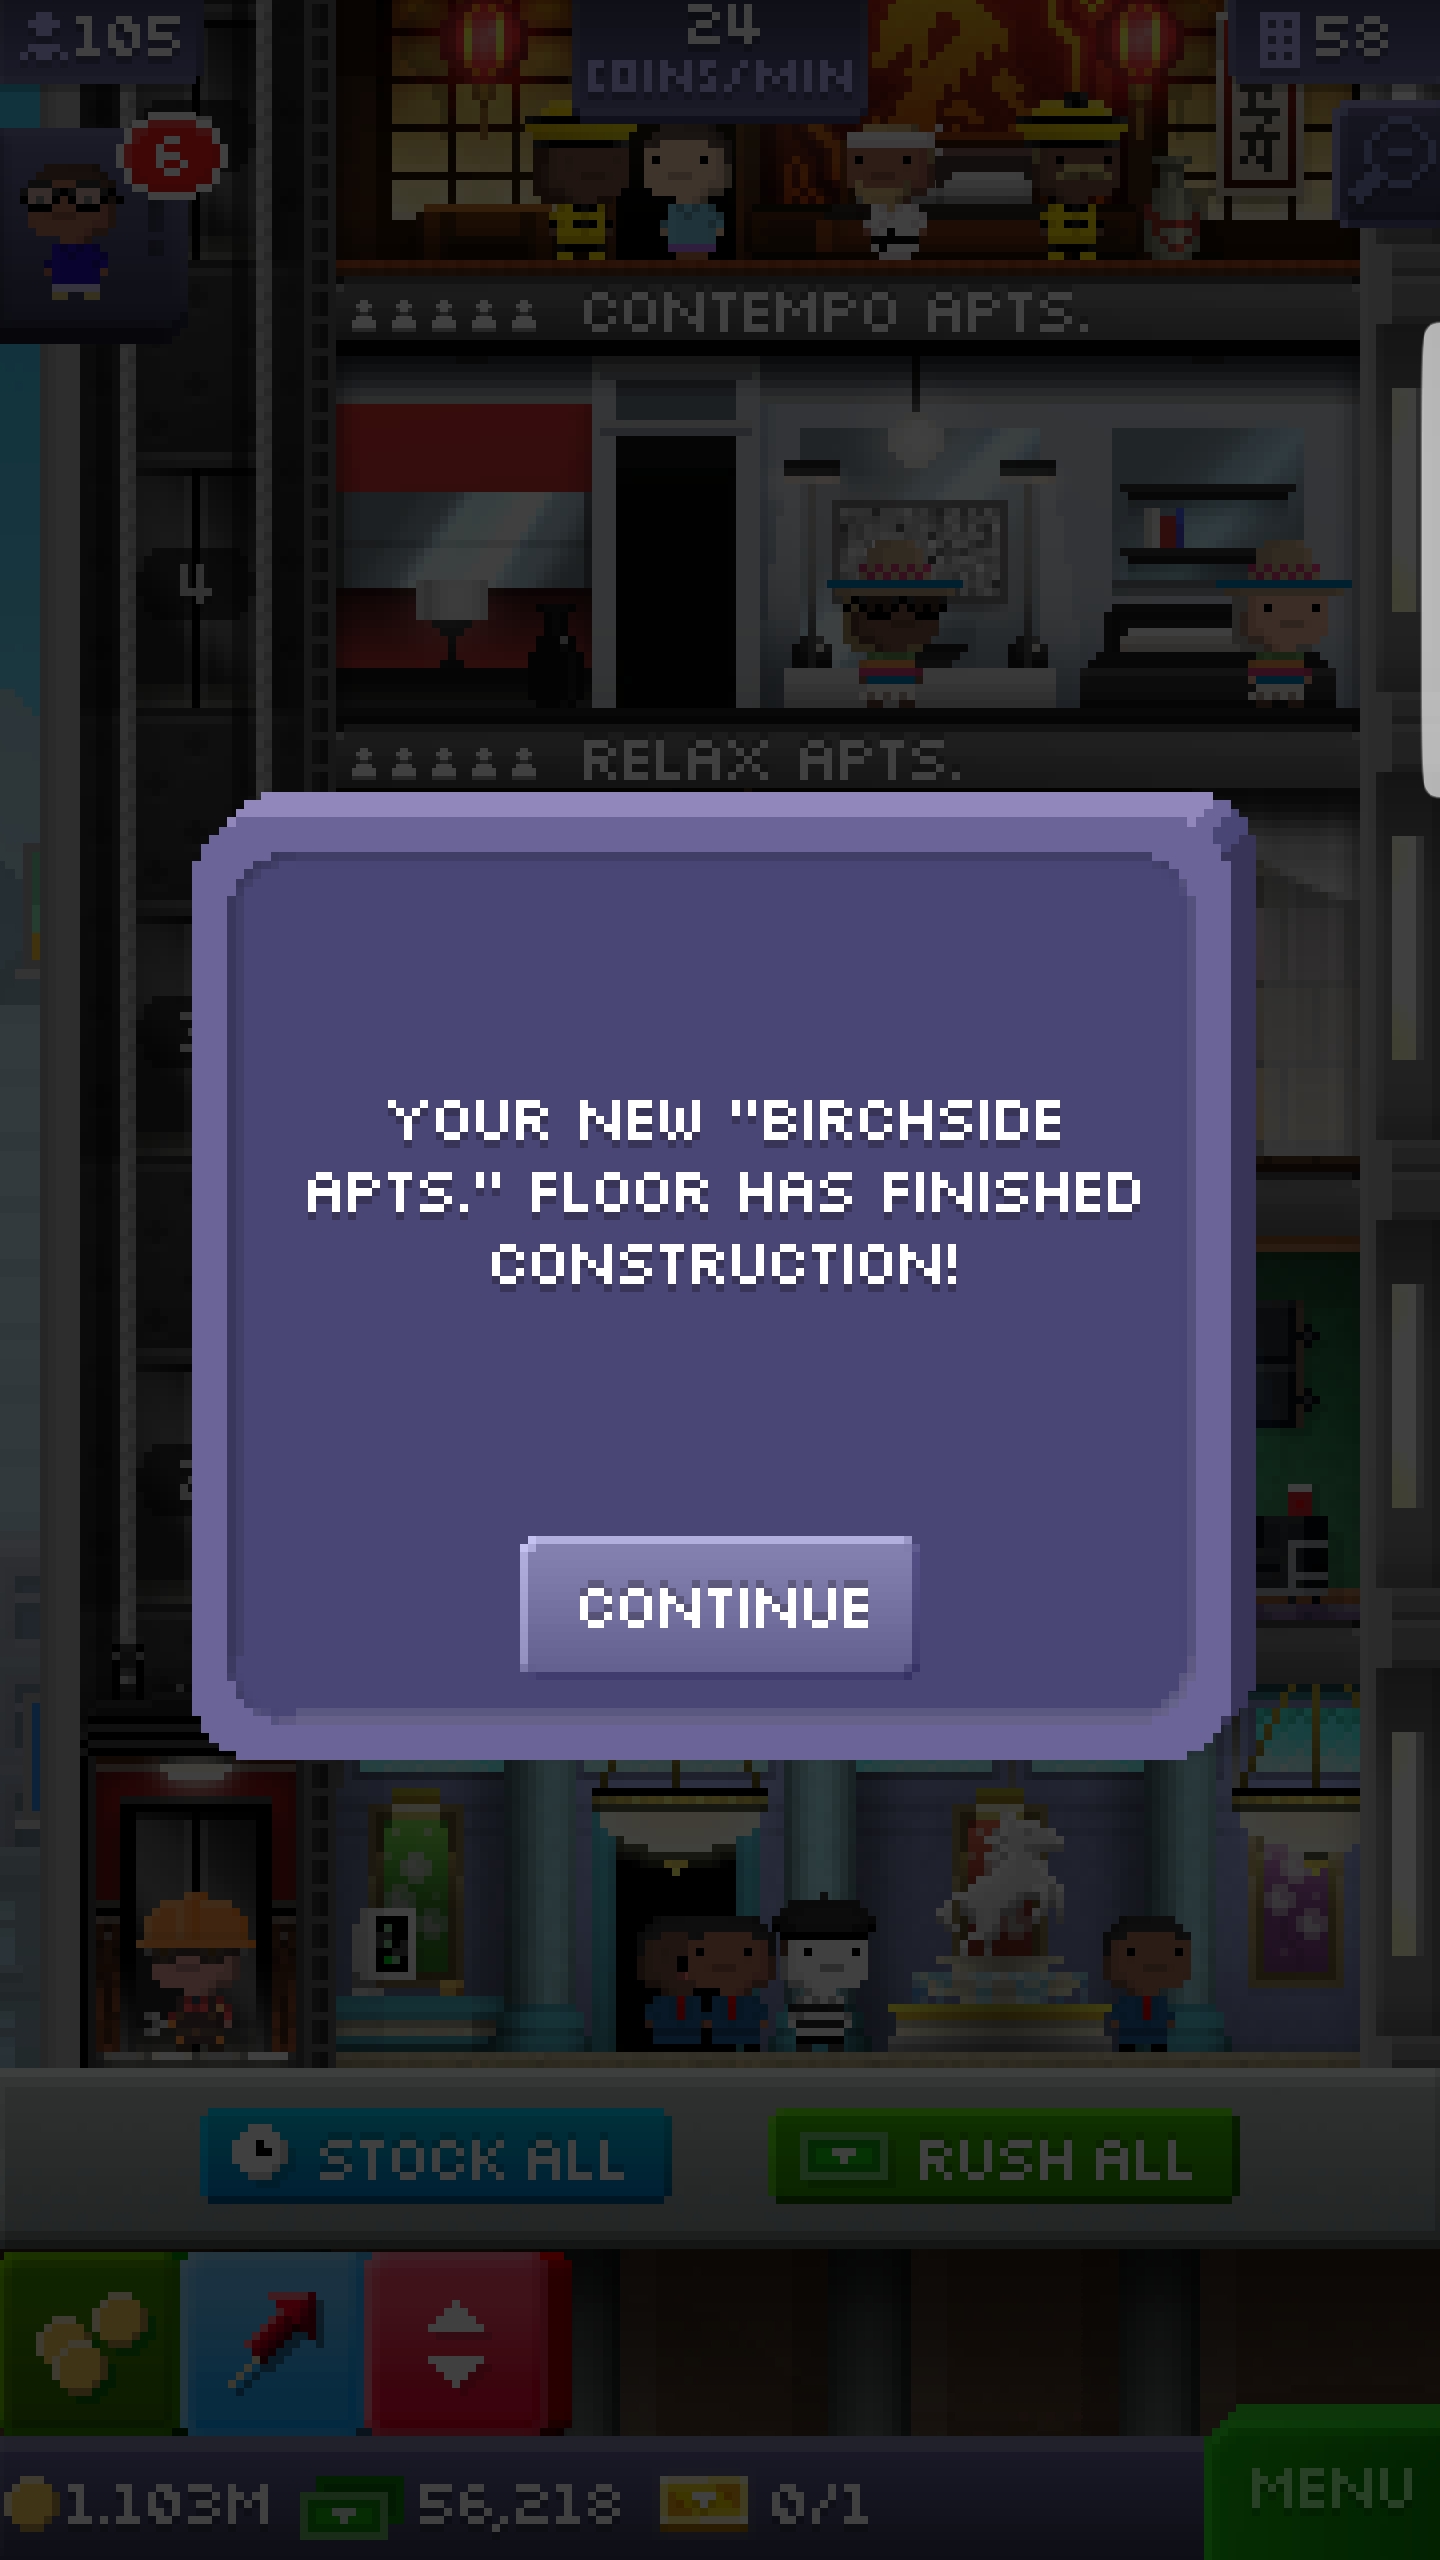 105
24
COINS/MIN
58
6
CONTEMPO APTS.
4
RELAX APTS.
YOUR NEW "BIRCHSIDE
APTS." FLOOR HAS FINISHED
CONSTRUCTION!
CONTINUE
STOCK ALL
RUSH ALL
1.103M
56,218
0/1
MENU